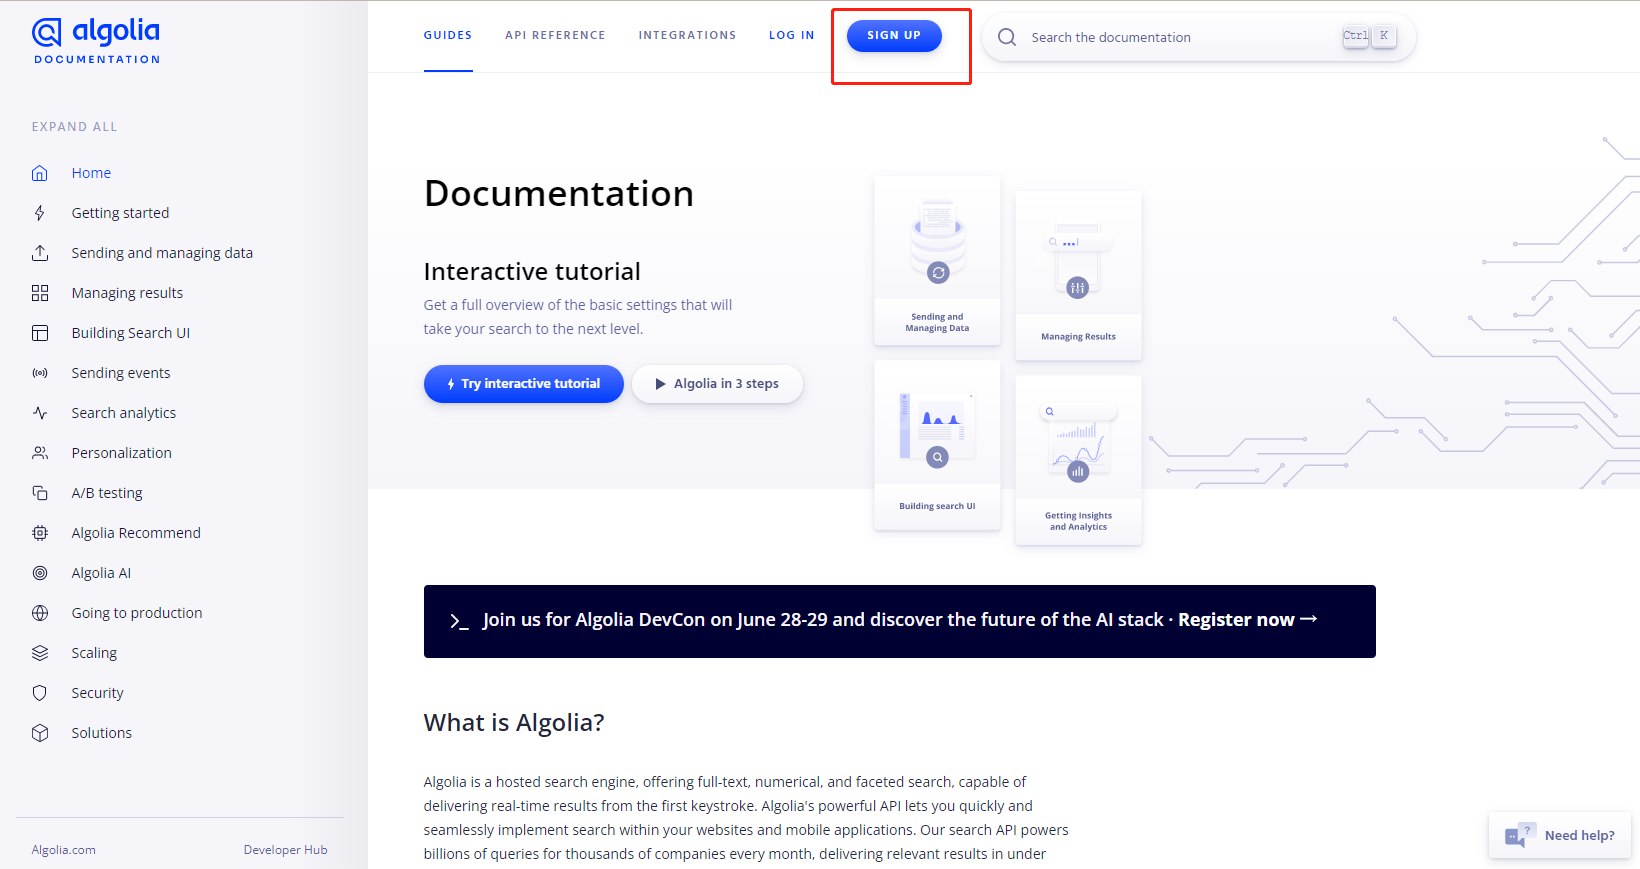 algolia
DOCUMENTATION
GUIDES
API REFERENCE
INTEGRATIONS
LOG IN
SIGN UP
Search the documentation
Ctrl
K
EXPAND ALL
Home
Getting started
Sending and managing data
Managing results
Building Search UI
Sending events
Search analytics
Personalization
A/B testing
Algolia Recommend
Algolia AI
Going to production
Scaling
Security
Solutions
Algolia.com
Developer Hub
Documentation
Interactive tutorial
Get a full overview of the basic settings that will
take your search to the next level.
Try interactive tutorial
Algolia in 3 steps
Sending and
Managing Data
Managing Results
Building search UI
Getting Insights
and Analytics
Join us for Algolia DevCon on June 28-29 and discover the future of the AI stack · Register now →
What is Algolia?
Algolia is a hosted search engine, offering full-text, numerical, and faceted search, capable of
delivering real-time results from the first keystroke. Algolia's powerful API lets you quickly and
seamlessly implement search within your websites and mobile applications. Our search API powers
billions of queries for thousands of companies every month, delivering relevant results in under
Need help?